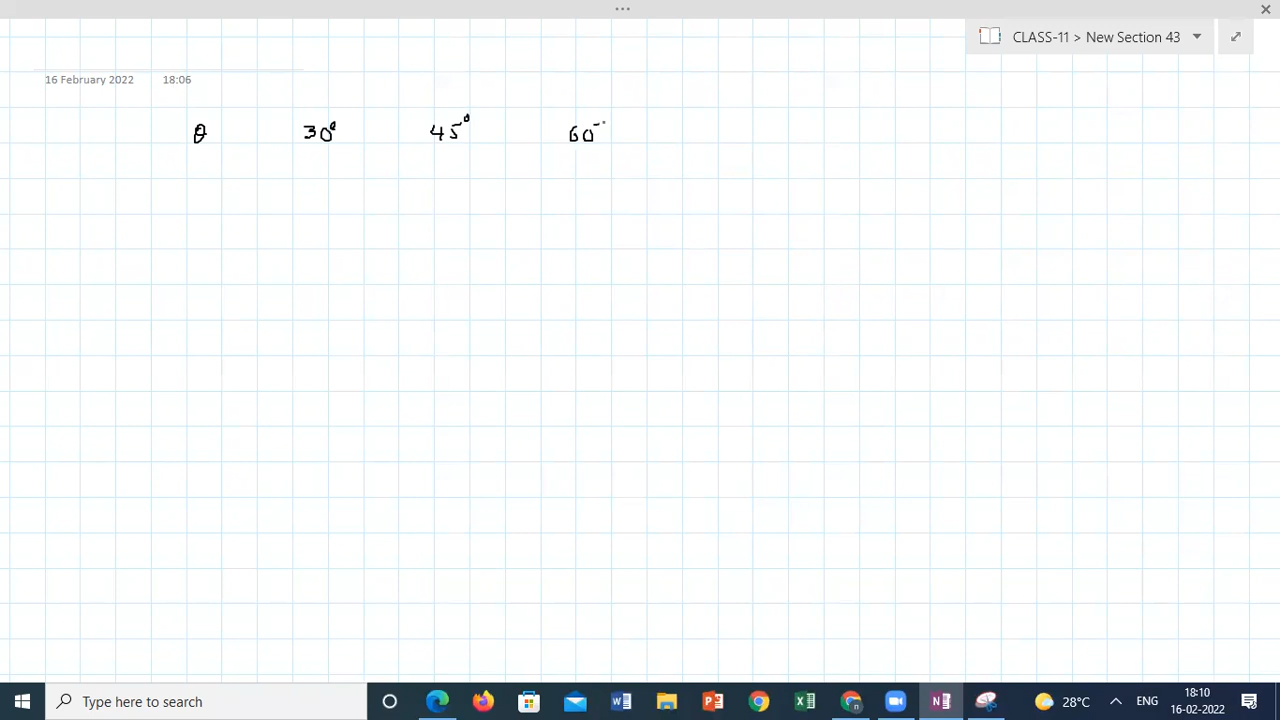 CLASS-11 > New Section 43
16 February 2022 18:06
θ 30° 45° 60
Type here to search
28°C ENG 18:10
16-02-2022